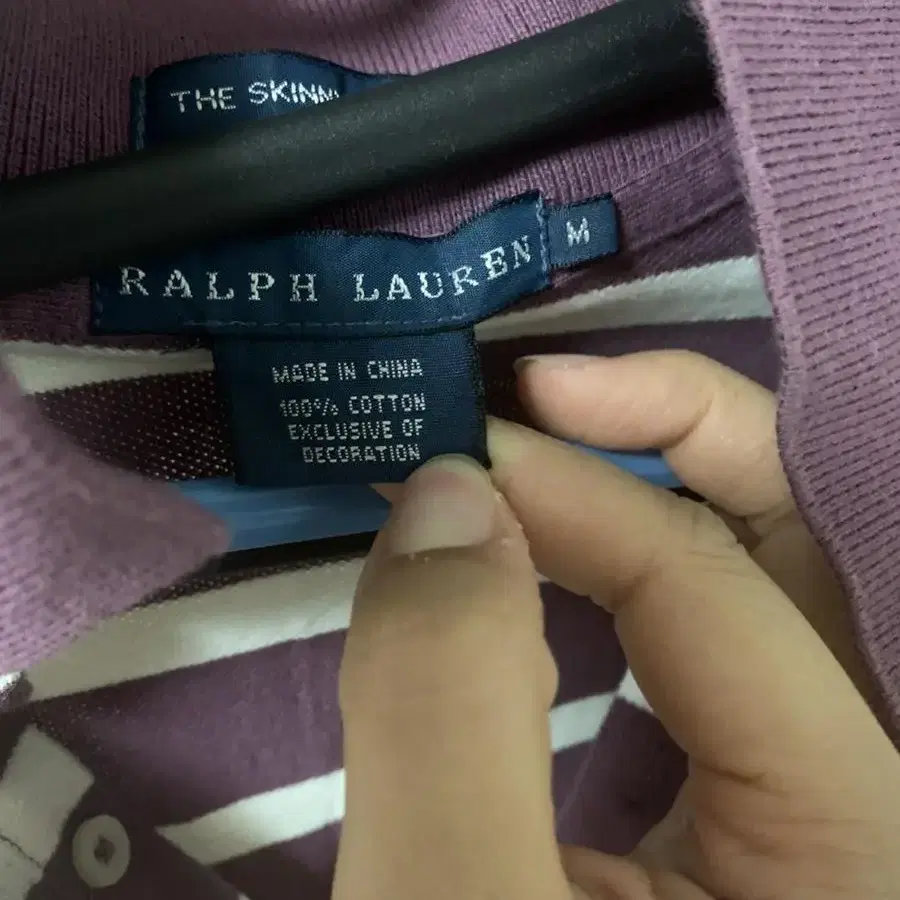 THE SKINN
RALPH LAUREN
M
MADE IN CHINA
100% COTTON
EXCLUSIVE OF
DECORATION